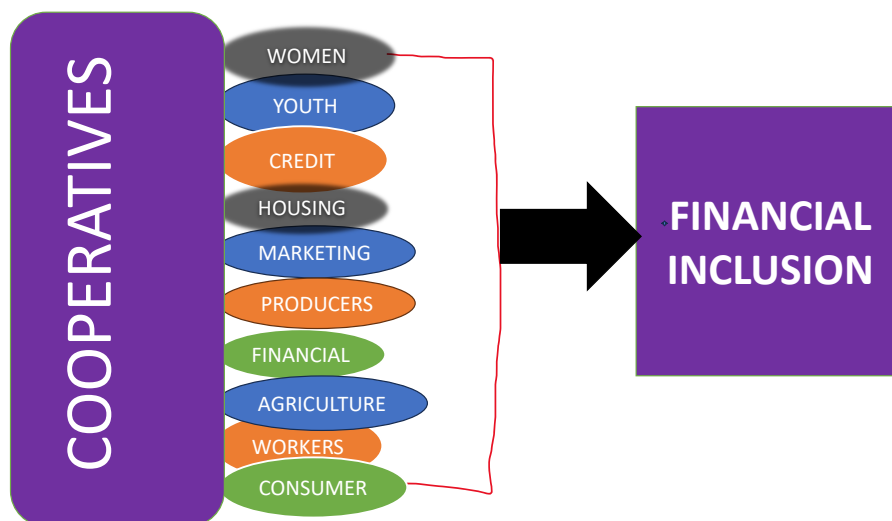 COOPERATIVES
WOMEN
YOUTH
CREDIT
HOUSING
MARKETING
PRODUCERS
FINANCIAL
AGRICULTURE
WORKERS
CONSUMER
FINANCIAL
INCLUSION